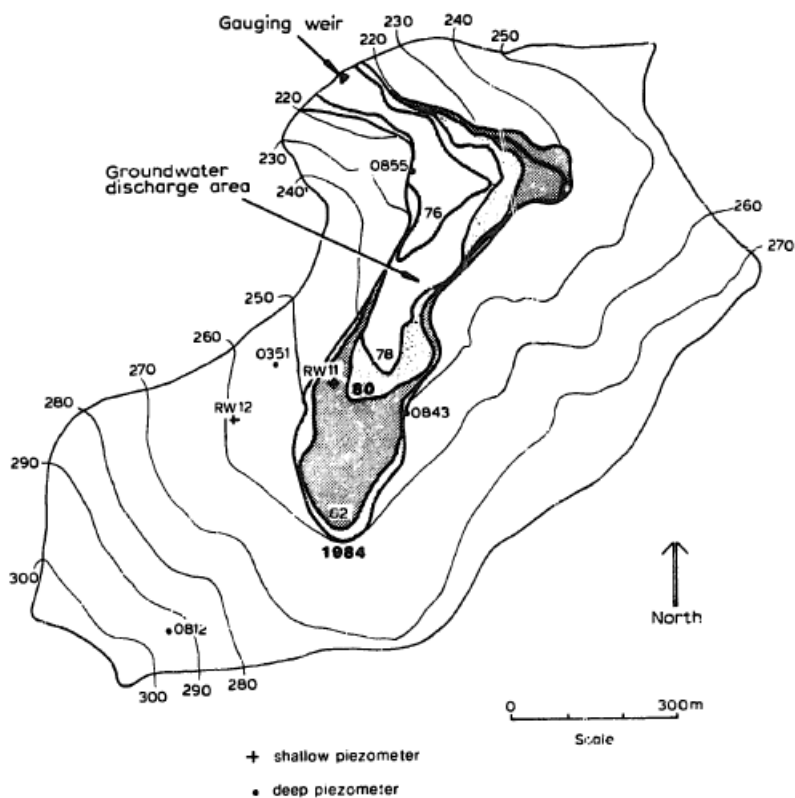 Gauging weir
230
240
250
220
220
Groundwater
discharge area
230
0855
240
76
260
270
250
260
0351
78
270
RW11
80
RW12
0843
280
290
62
1984
300
North
0812
300
290
280
0
300m
Scale
+ shallow piezometer
• deep piezometer